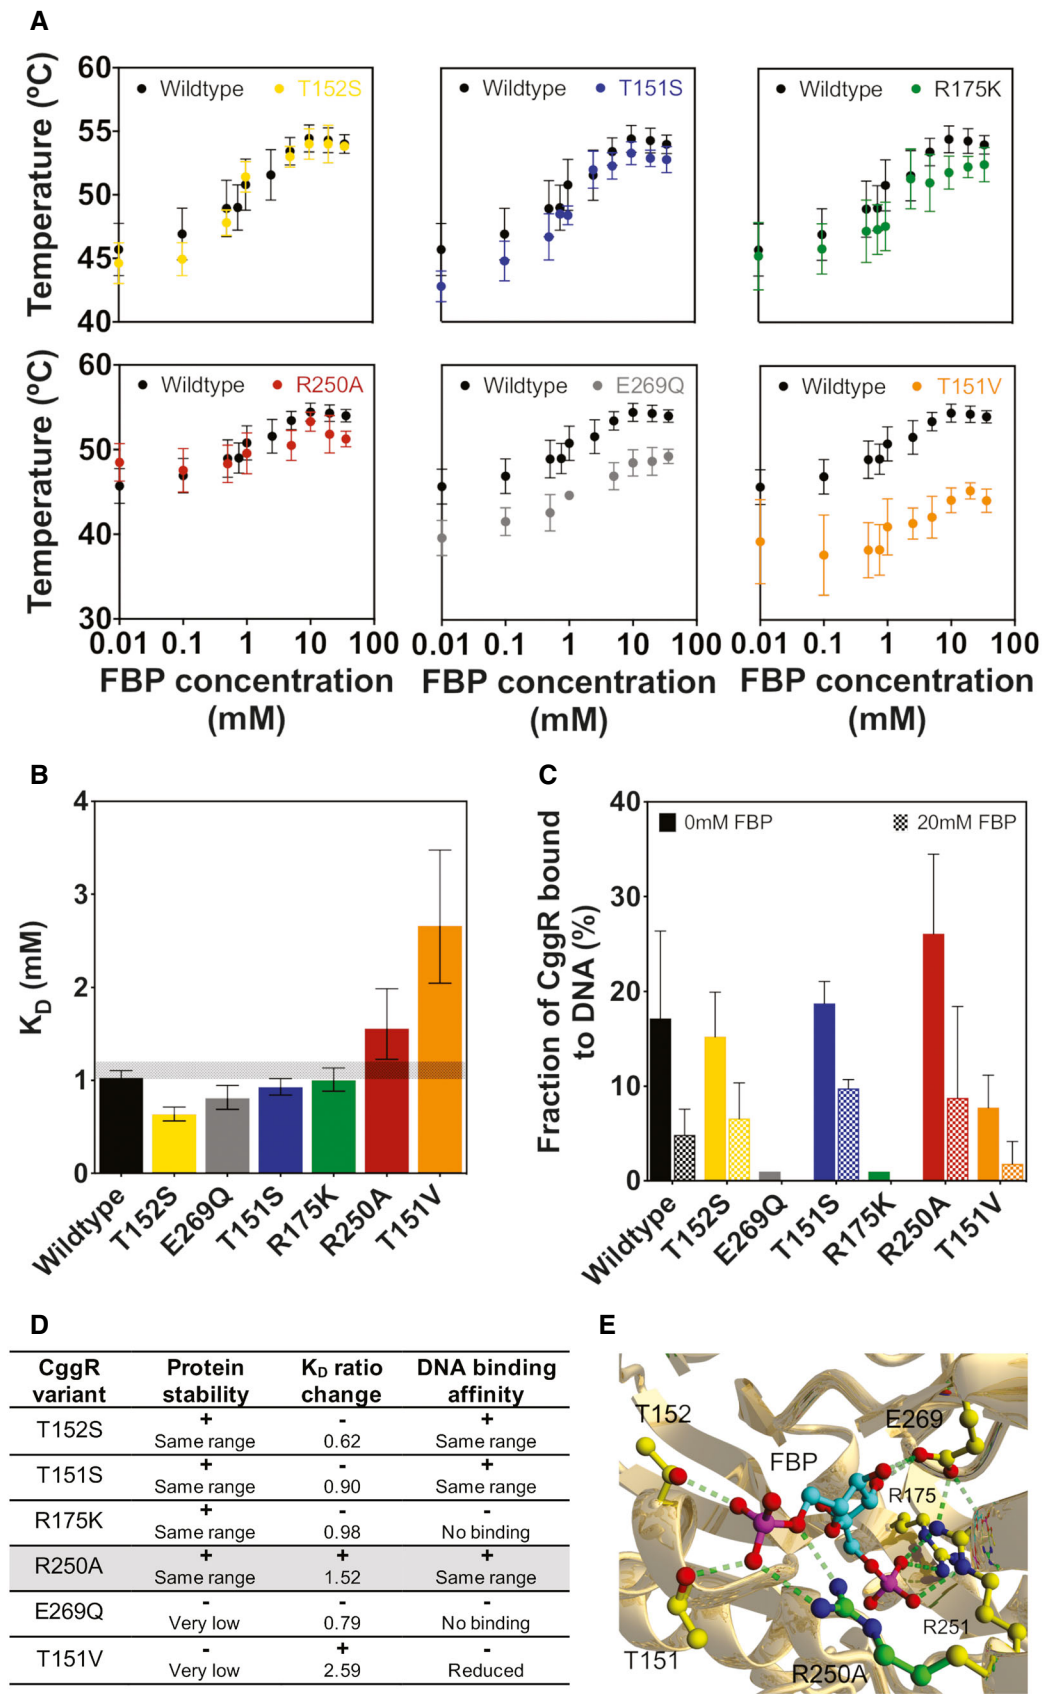 A
Temperature (ºC)
60
55
50
45
40
Wildtype T152S
Wildtype T151S
Wildtype R175K
Temperature (ºC)
60
50
40
30
Wildtype R250A
Wildtype E269Q
Wildtype T151V
0.01 0.1 1 10 100
0.01 0.1 1 10 100
0.01 0.1 1 10 100
FBP concentration
(mM)
FBP concentration
(mM)
FBP concentration
(mM)
B
KD (mM)
4
3
2
1
0
Wildtype
T152S
E269Q
T151S
R175K
R250A
T151V
C
Fraction of CggR bound
to DNA (%)
40
30
20
10
0
0mM FBP
20mM FBP
Wildtype
T152S
E269Q
T151S
R175K
R250A
T151V
D
CggR variant Protein stability KD ratio change DNA binding affinity
T152S + - +
Same range 0.62 Same range
T151S + - +
Same range 0.90 Same range
R175K + - -
Same range 0.98 No binding
R250A + + +
Same range 1.52 Same range
E269Q - - -
Very low 0.79 No binding
T151V - + -
Very low 2.59 Reduced
E
T152
E269
FBP
R175
R251
T151
R250A